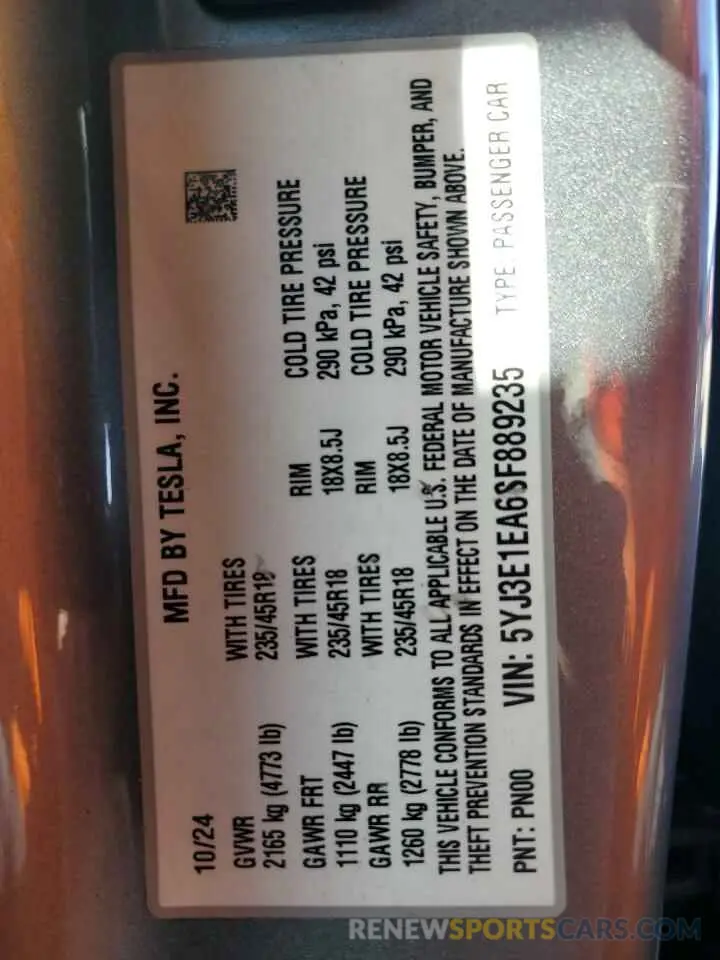 MFD BY TESLA, INC.
10/24
GVWR WITH TIRES
2165 kg (4773 lb) 235/45R18
GAWR FRT WITH TIRES RIM COLD TIRE PRESSURE
1110 kg (2447 lb) 235/45R18 18X8.5J 290 kPa, 42 psi
GAWR RR WITH TIRES RIM COLD TIRE PRESSURE
1260 kg (2778 lb) 235/45R18 18X8.5J 290 kPa, 42 psi
THIS VEHICLE CONFORMS TO ALL APPLICABLE U.S. FEDERAL MOTOR VEHICLE SAFETY, BUMPER, AND
THEFT PREVENTION STANDARDS IN EFFECT ON THE DATE OF MANUFACTURE SHOWN ABOVE.
PNT: PN00 VIN: 5YJ3E1EA6SF889235 TYPE: PASSENGER CAR
RENEWSPORTSCARS.COM